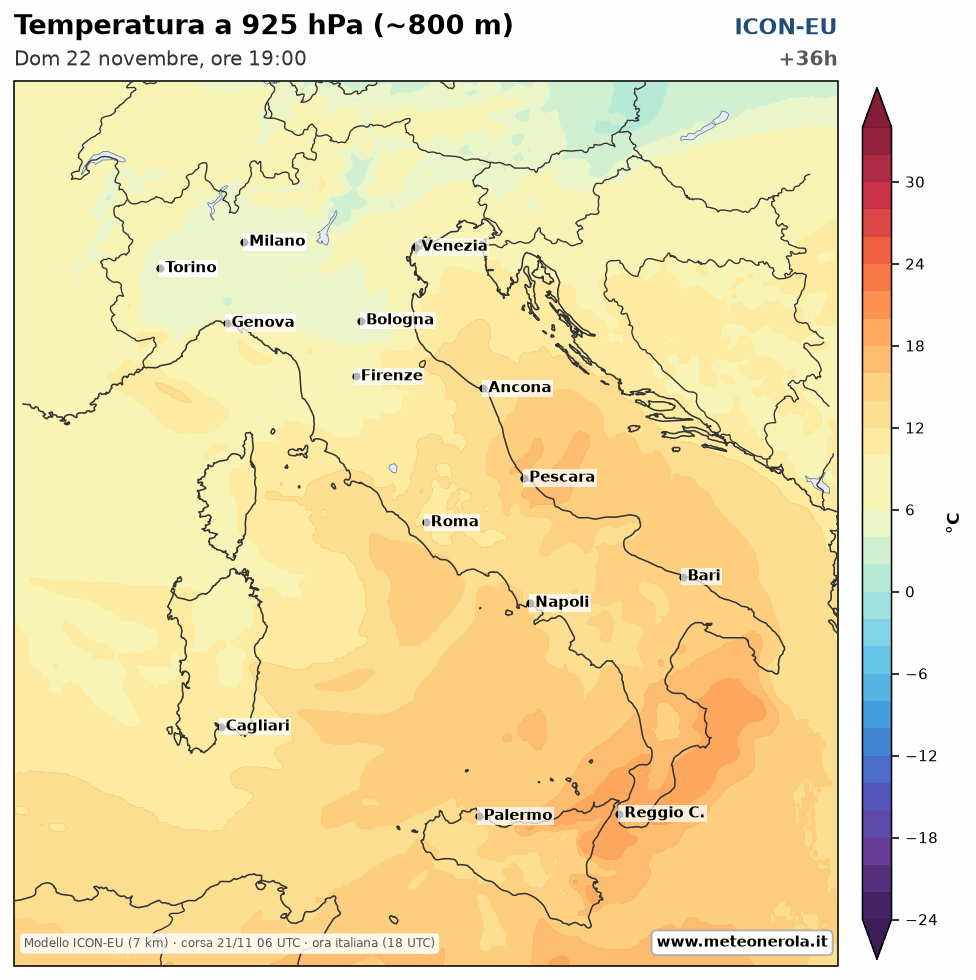 Temperatura a 925 hPa (~800 m)
ICON-EU
Dom 22 novembre, ore 19:00
+36h
Milano
Venezia
Torino
Genova
Bologna
Firenze
Ancona
Pescara
Roma
Bari
Napoli
Cagliari
Palermo
Reggio C.
30
24
18
12
6
0
−6
−12
−18
−24
°C
Modello ICON-EU (7 km) · corsa 21/11 06 UTC · ora italiana (18 UTC)
www.meteonerola.it